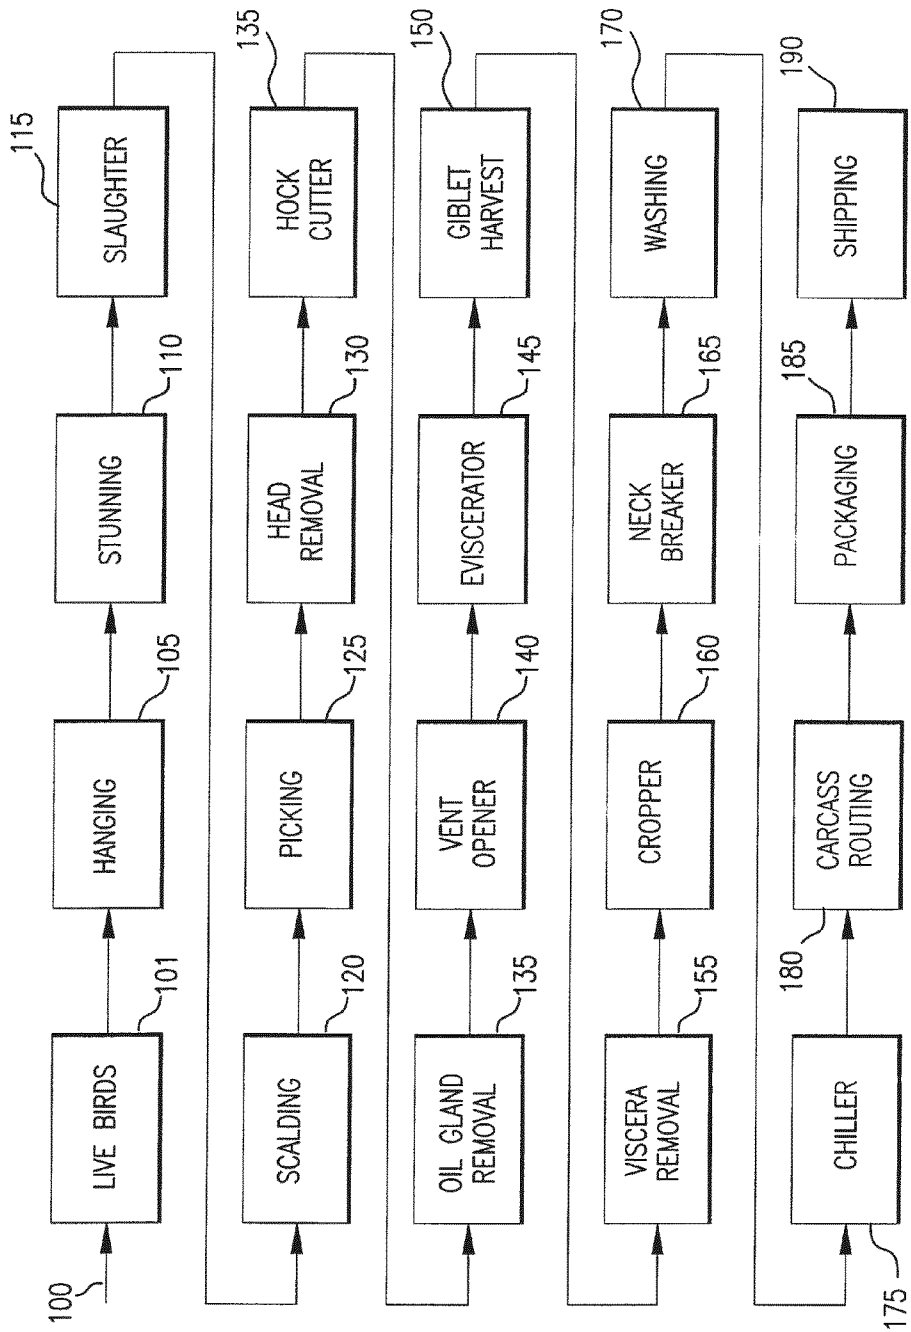 100
LIVE BIRDS
101
HANGING
105
STUNNING
110
SLAUGHTER
115
SCALDING
120
PICKING
125
HEAD
REMOVAL
130
HOCK
CUTTER
135
OIL GLAND
REMOVAL
135
VENT
OPENER
140
EVISCERATOR
145
GIBLET
HARVEST
150
VISCERA
REMOVAL
155
CROPPER
160
NECK
BREAKER
165
WASHING
170
CHILLER
175
CARCASS
ROUTING
180
PACKAGING
185
SHIPPING
190